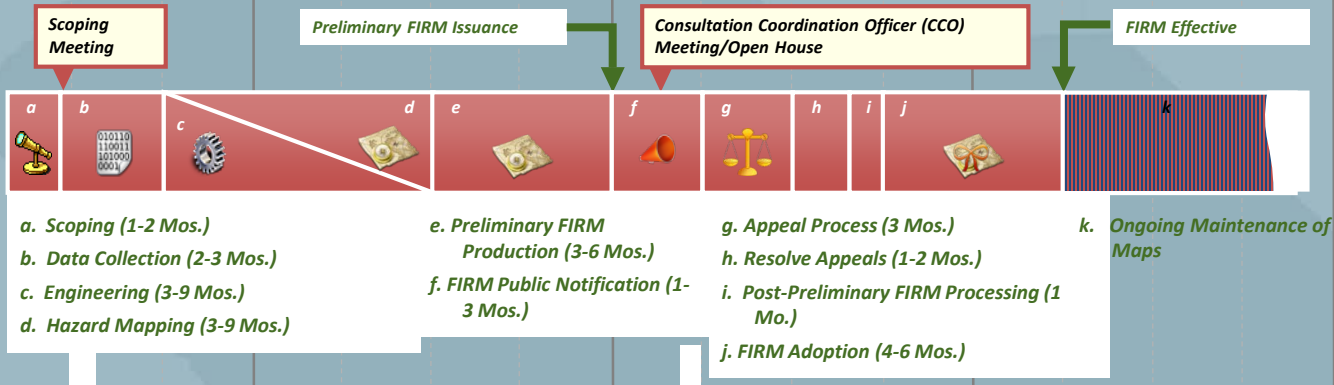 Scoping
Meeting
Preliminary FIRM Issuance
Consultation Coordination Officer (CCO)
Meeting/Open House
FIRM Effective
a
b
c
d
e
f
g
h
i
j
k
010110
110011
101000
0001
a. Scoping (1-2 Mos.)
b. Data Collection (2-3 Mos.)
c. Engineering (3-9 Mos.)
d. Hazard Mapping (3-9 Mos.)
e. Preliminary FIRM
Production (3-6 Mos.)
f. FIRM Public Notification (1-
3 Mos.)
g. Appeal Process (3 Mos.)
h. Resolve Appeals (1-2 Mos.)
i. Post-Preliminary FIRM Processing (1
Mo.)
j. FIRM Adoption (4-6 Mos.)
k. Ongoing Maintenance of
Maps